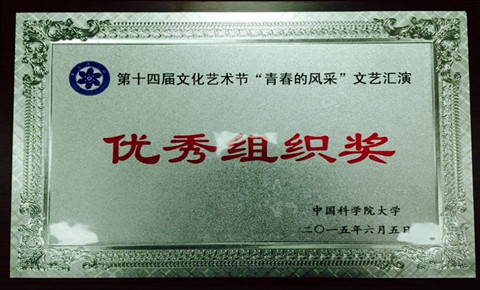 第十四届文化艺术节“青春的风采”文艺汇演
优秀组织奖
中国科学院大学
二〇一五年六月五日